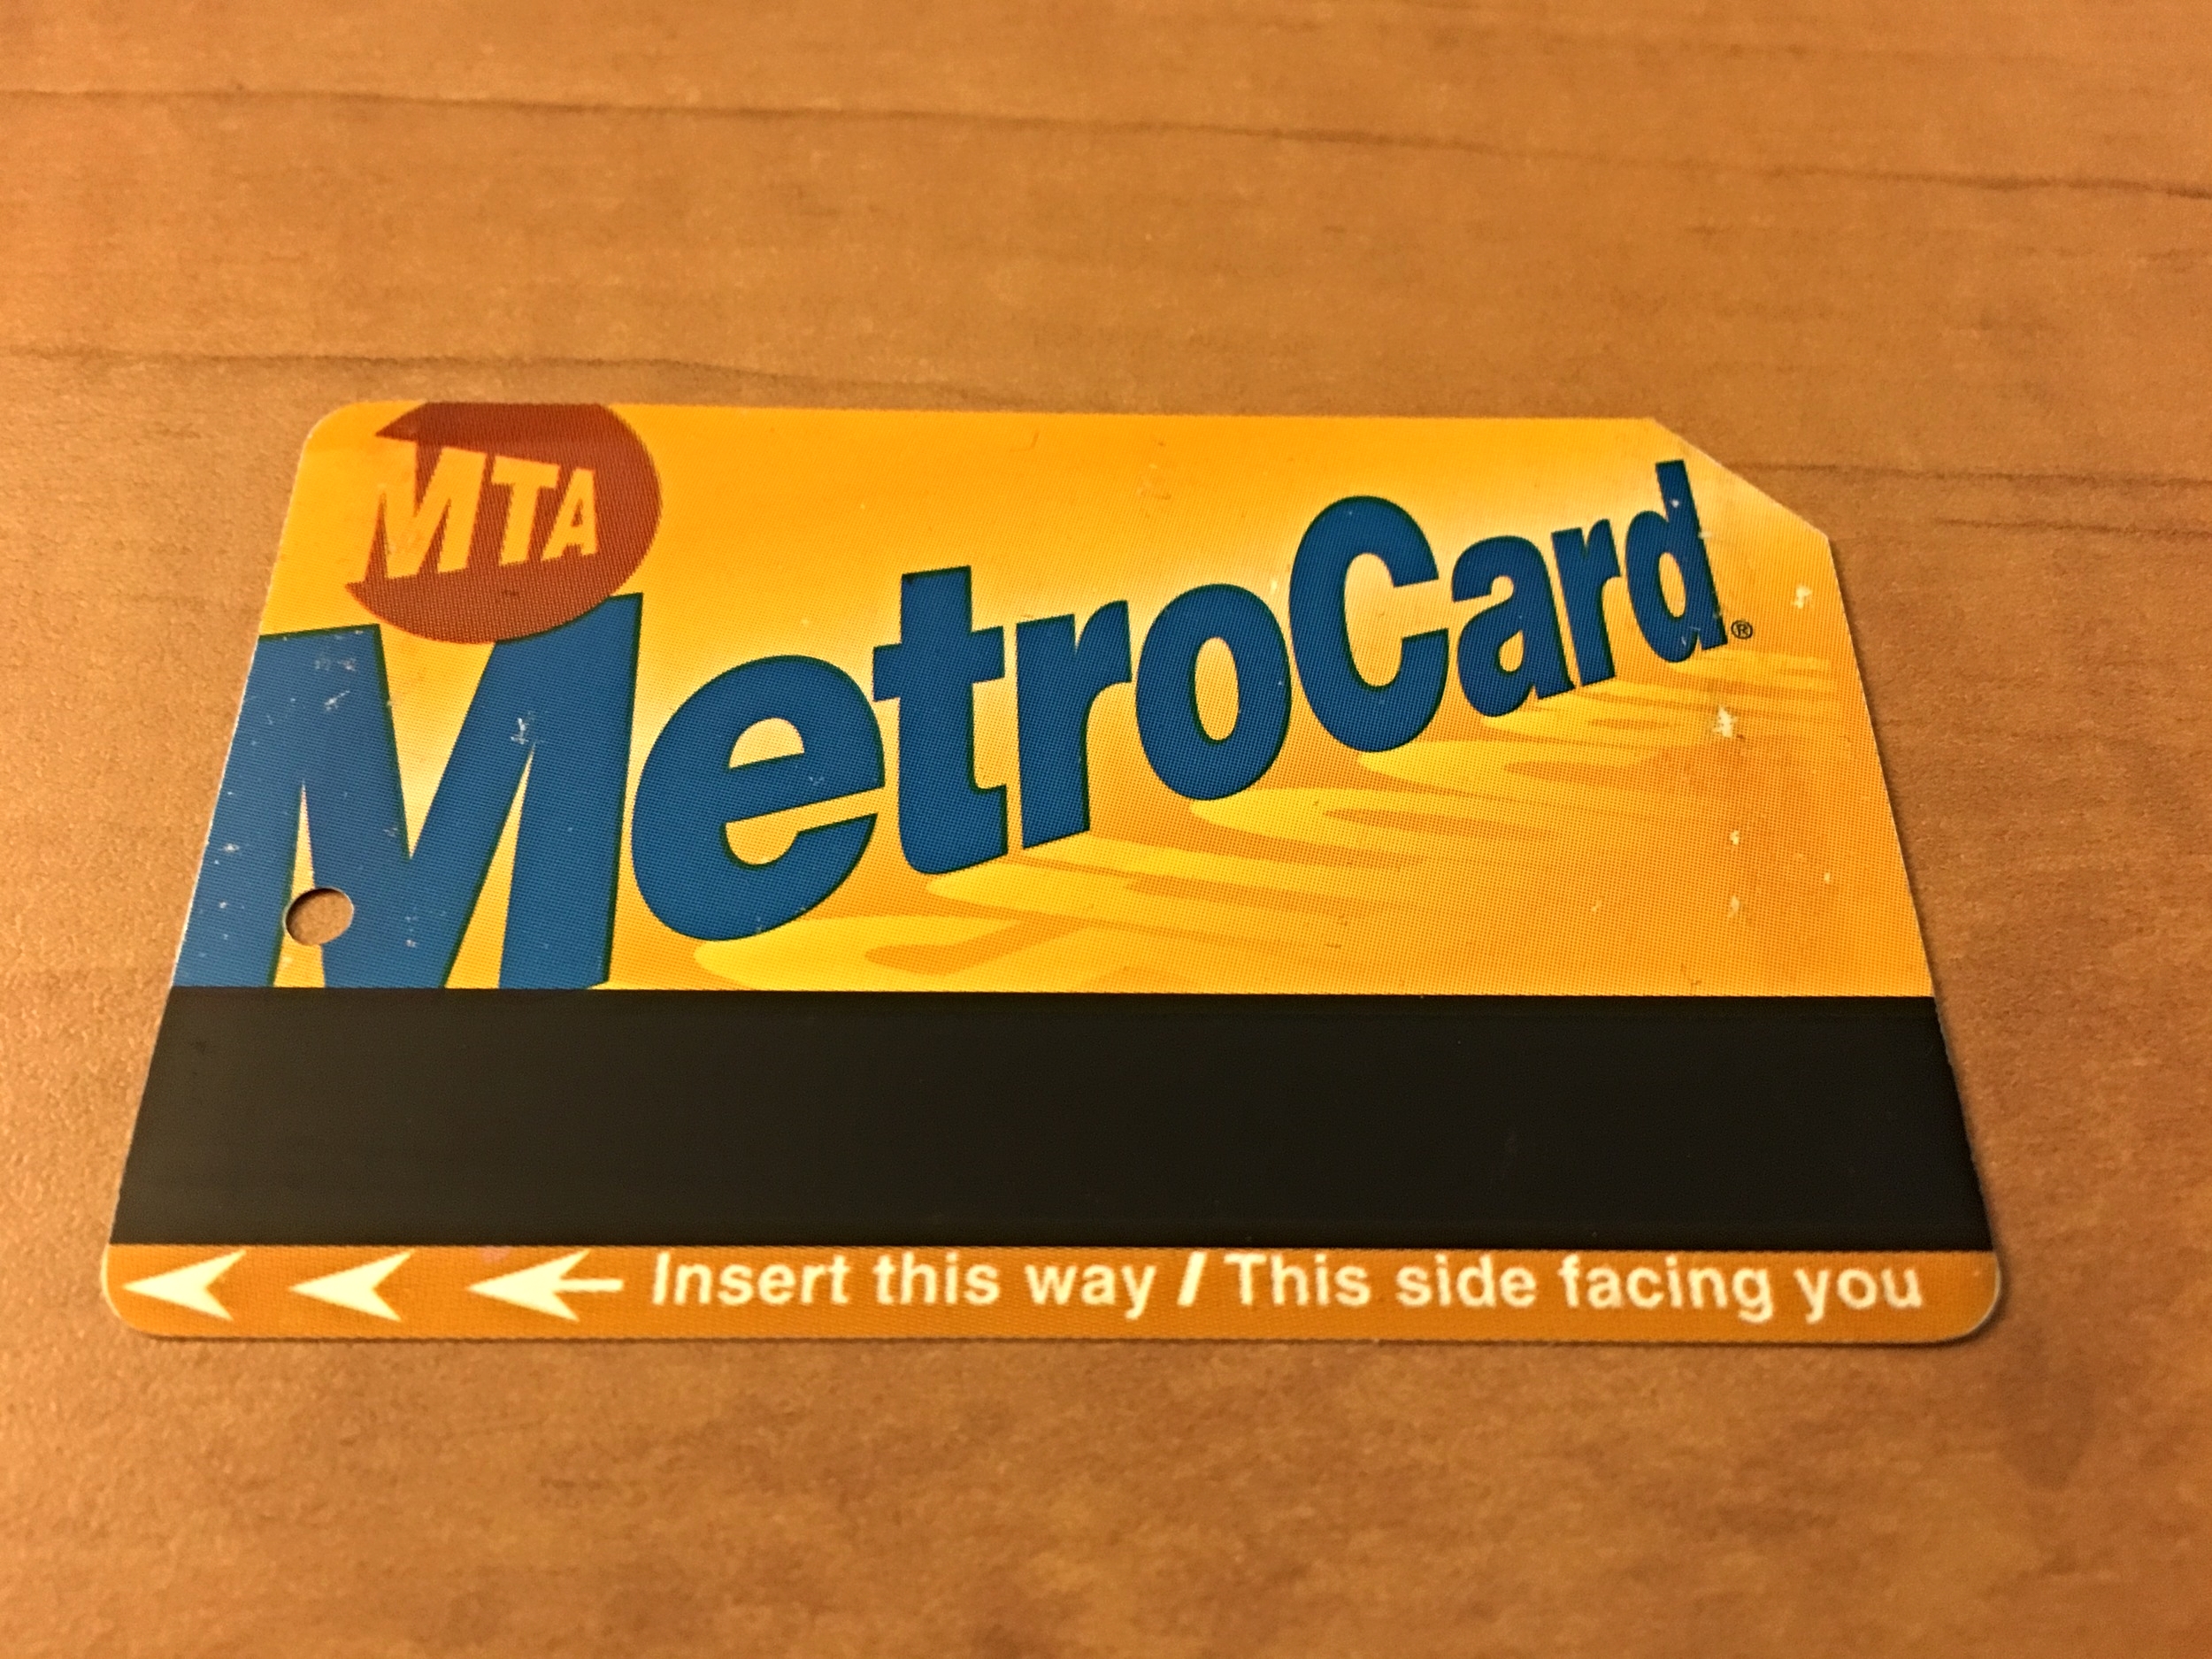 MTA
MetroCard®
Insert this way / This side facing you